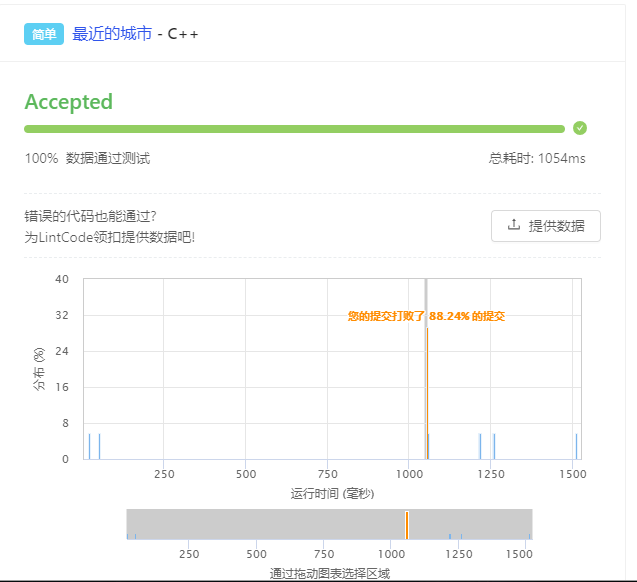 简单 最近的城市 - C++
Accepted
100% 数据通过测试 总耗时: 1054ms
错误的代码也能通过?
为LintCode领扣提供数据吧!
提供数据
40
32
24
16
8
0
分布 (%)
您的提交打败了 88.24% 的提交
250 500 750 1000 1250 1500
运行时间 (毫秒)
250 500 750 1000 1250 1500
通过拖动图表选择区域